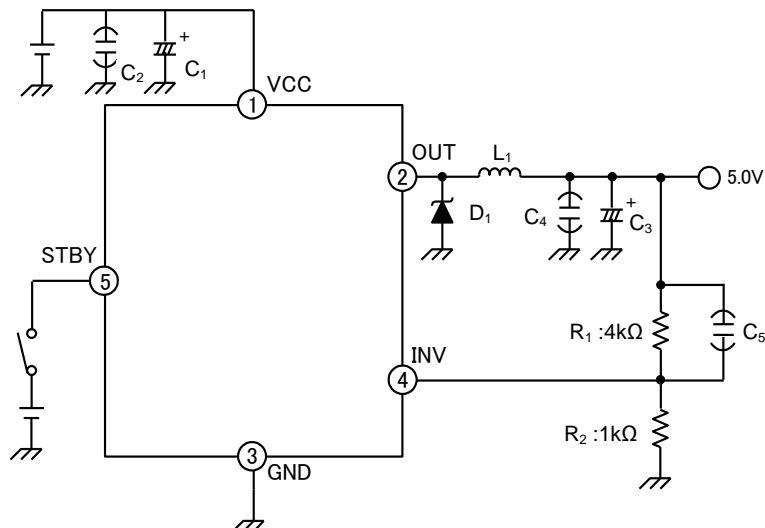 +
C₂
C₁
VCC
1
OUT
L₁
2
5.0V
D₁
C₄
+
C₃
STBY
5
R₁ :4kΩ
C₅
INV
4
R₂ :1kΩ
3
GND